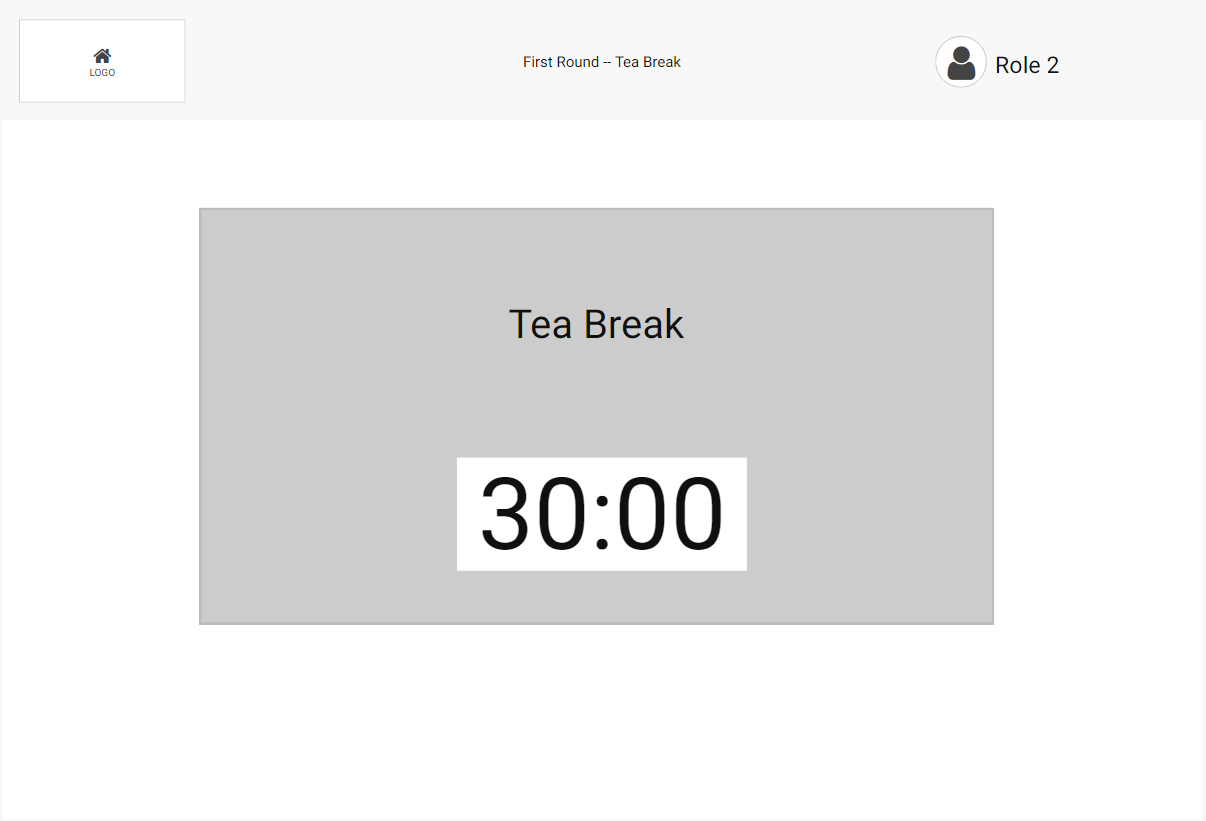 LOGO
First Round -- Tea Break
Role 2
Tea Break
30:00